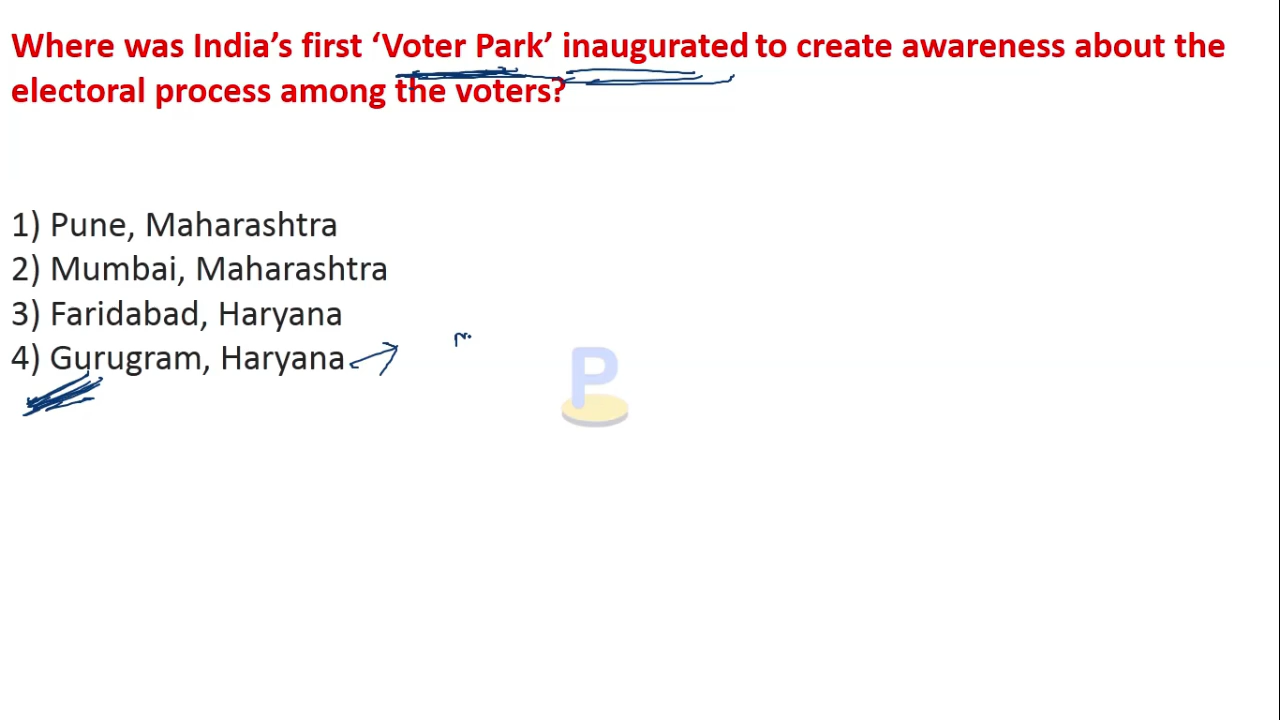 Where was India’s first ‘Voter Park’ inaugurated to create awareness about the
electoral process among the voters?
1) Pune, Maharashtra
2) Mumbai, Maharashtra
3) Faridabad, Haryana
4) Gurugram, Haryana
P